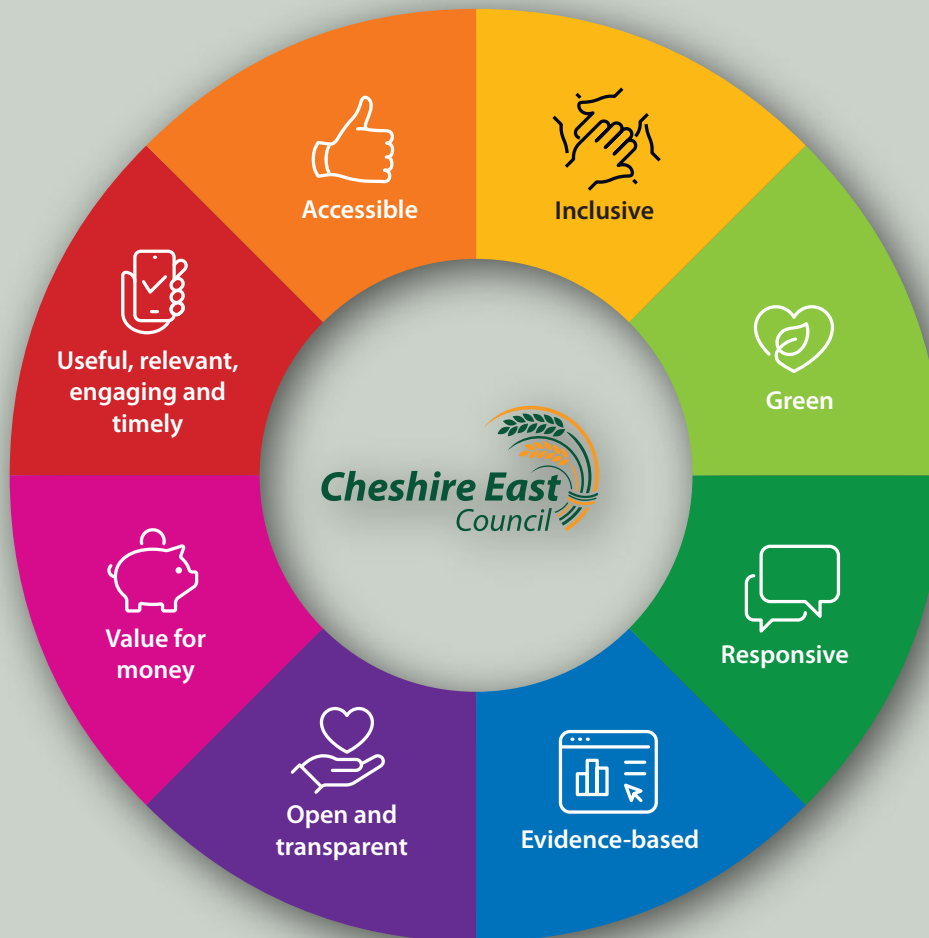 Accessible
Inclusive
Green
Responsive
Evidence-based
Open and
transparent
Value for
money
Useful, relevant,
engaging and
timely
Cheshire East
Council